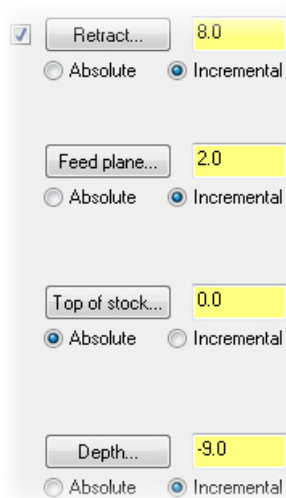 Retract... 8.0
Absolute Incremental
Feed plane... 2.0
Absolute Incremental
Top of stock... 0.0
Absolute Incremental
Depth... -9.0
Absolute Incremental